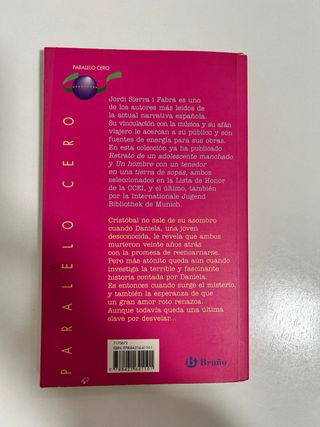 PARALELO CERO
PARALELO CERO
Jordi Sierra i Fabra es uno
de los autores más leídos de
la actual narrativa española.
Su vinculación con la música y su afán
viajero le acercan a su público y son
fuentes de energía para sus obras.
En esta colección ya ha publicado
Retrato de un adolescente manchado
y Un hombre con un tenedor
en una tierra de sopas, ambos
seleccionados en la Lista de Honor
de la CCEI, y el último, también
por la Internationale Jugend
Bibliothek de Munich.
Cristóbal no sale de su asombro
cuando Daniela, una joven
desconocida, le revela que ambos
murieron veinte años atrás
con la promesa de reencarnarse.
Pero más atónito queda aún cuando
investiga la terrible y fascinante
historia contada por Daniela.
Es entonces cuando surge el misterio,
y también la esperanza de que
un gran amor roto renazca.
Aunque todavía queda una última
clave por desvelar...
Bruño